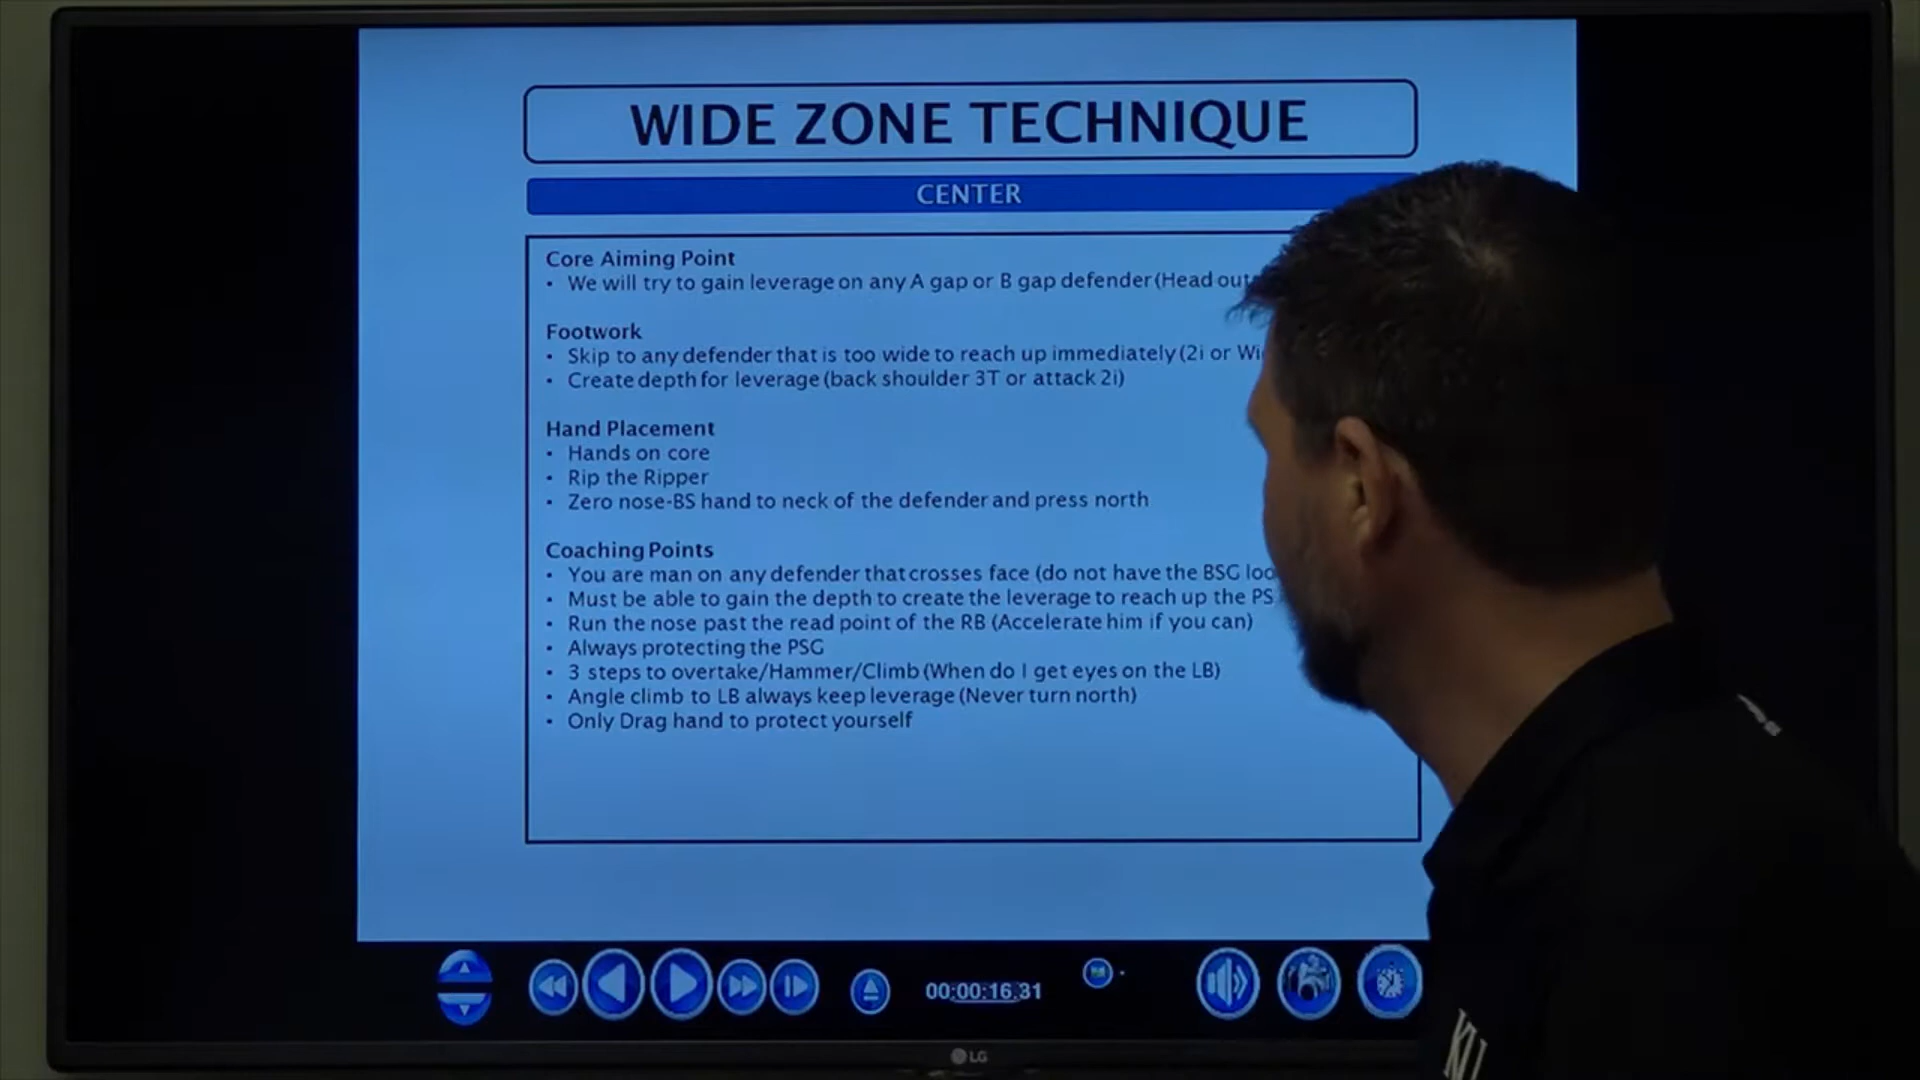 WIDE ZONE TECHNIQUE
CENTER
Core Aiming Point
• We will try to gain leverage on any A gap or B gap defender (Head
Footwork
• Skip to any defender that is too wide to reach up immediately (2i or
• Create depth for leverage (back shoulder 3T or attack 2i)
Hand Placement
• Hands on core
• Rip the Ripper
• Zero nose-BS hand to neck of the defender and press north
Coaching Points
• You are man on any defender that crosses face (do not have the BSG
• Must be able to gain the depth to create the leverage to reach up the
• Run the nose past the read point of the RB (Accelerate him if you can)
• Always protecting the PSG
• 3 steps to overtake/Hammer/Climb (When do I get eyes on the LB)
• Angle climb to LB always keep leverage (Never turn north)
• Only Drag hand to protect yourself
00:00:16.31
LG